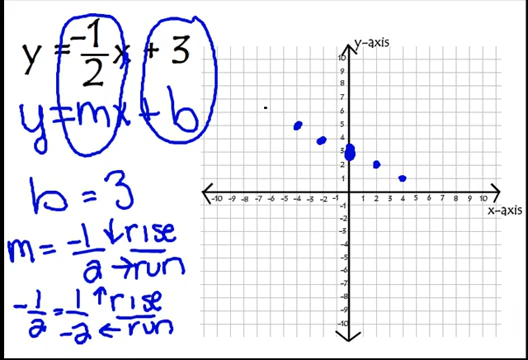 y = -1/2 x + 3
y = mx + b
b = 3
m = -1/2 ↓ rise → run
-1/2 = 1/-2 ↑ rise ← run
y-axis
10
9
8
7
6
5
4
3
2
1
-10 -9 -8 -7 -6 -5 -4 -3 -2 -1 1 2 3 4 5 6 7 8 9 10
x-axis
-1
-2
-3
-4
-5
-6
-7
-8
-9
-10